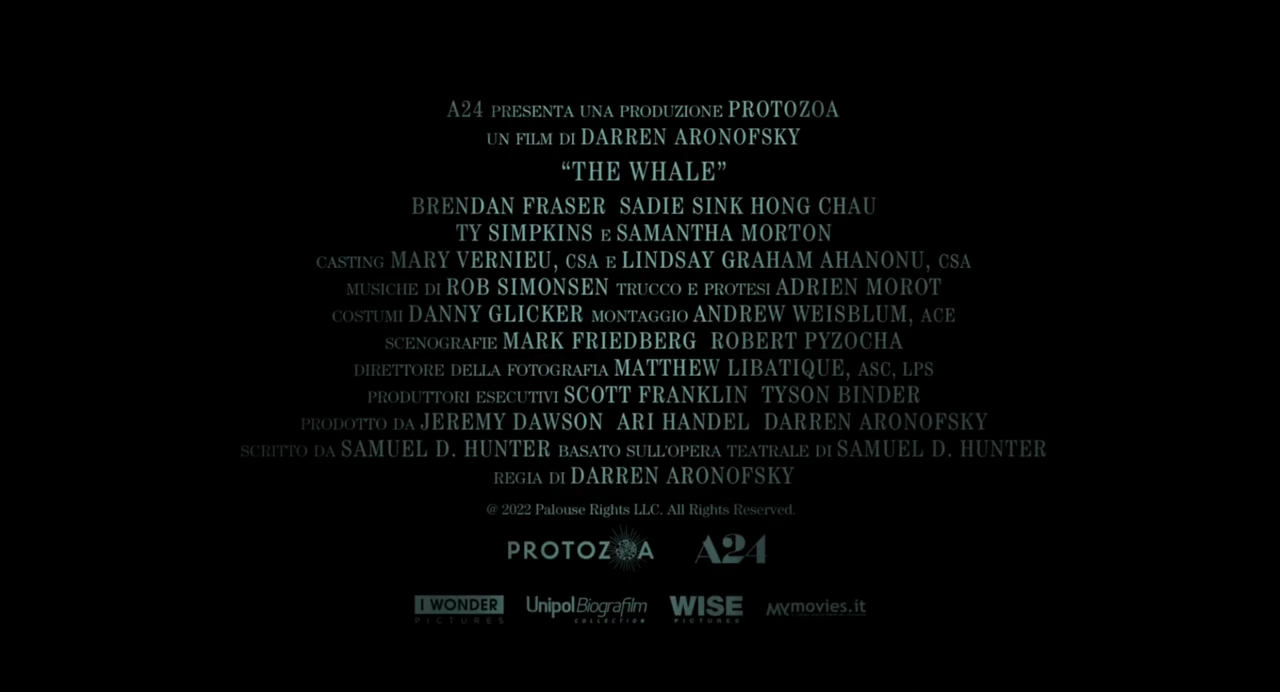 A24 PRESENTA UNA PRODUZIONE PROTOZOA
UN FILM DI DARREN ARONOFSKY
“THE WHALE”
BRENDAN FRASER SADIE SINK HONG CHAU
TY SIMPKINS E SAMANTHA MORTON
CASTING MARY VERNIEU, CSA E LINDSAY GRAHAM AHANONU, CSA
MUSICHE DI ROB SIMONSEN TRUCCO E PROTESI ADRIEN MOROT
COSTUMI DANNY GLICKER MONTAGGIO ANDREW WEISBLUM, ACE
SCENOGRAFIE MARK FRIEDBERG ROBERT PYZOCHA
DIRETTORE DELLA FOTOGRAFIA MATTHEW LIBATIQUE, ASC, LPS
PRODUTTORI ESECUTIVI SCOTT FRANKLIN TYSON BINDER
PRODOTTO DA JEREMY DAWSON ARI HANDEL DARREN ARONOFSKY
SCRITTO DA SAMUEL D. HUNTER BASATO SULL'OPERA TEATRALE DI SAMUEL D. HUNTER
REGIA DI DARREN ARONOFSKY
@ 2022 Palouse Rights LLC. All Rights Reserved.
PROTOZOA A24
I WONDER PICTURES Unipol Biografilm COLLECTION WISE PICTURES MYmovies.it